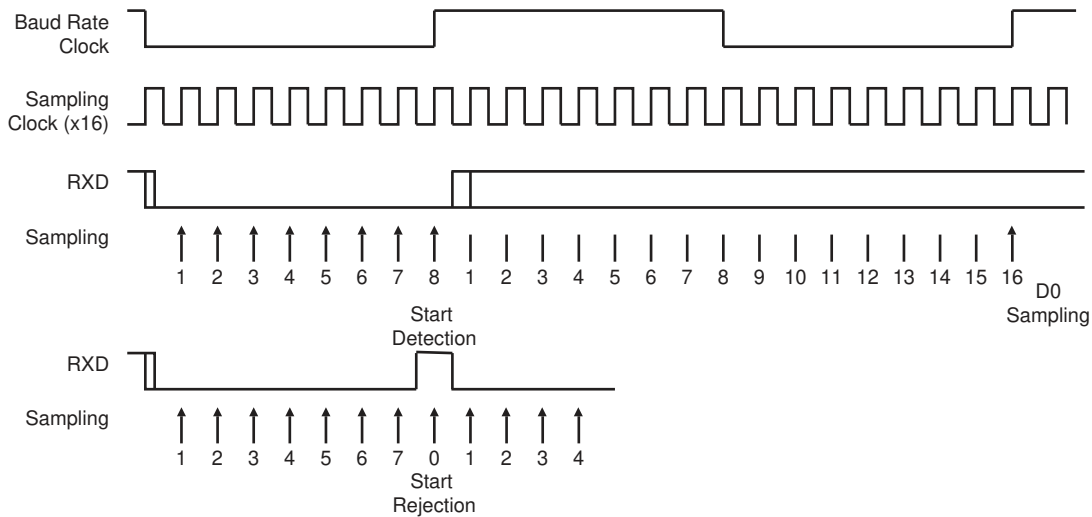 Baud Rate
Clock
Sampling
Clock (x16)
RXD
Sampling
1 2 3 4 5 6 7 8 1 2 3 4 5 6 7 8 9 10 11 12 13 14 15 16
D0
Sampling
Start
Detection
RXD
Sampling
1 2 3 4 5 6 7 0 1 2 3 4
Start
Rejection